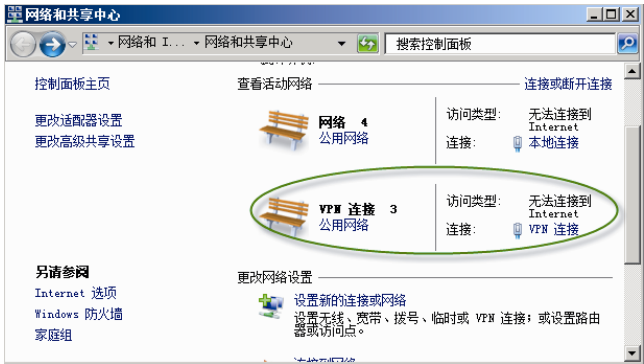 网络和共享中心
网络和 I... 网络和共享中心 搜索控制面板
控制面板主页
更改适配器设置
更改高级共享设置
查看活动网络 连接或断开连接
网络 4
公用网络
访问类型: 无法连接到 Internet
连接: 本地连接
VPN 连接 3
公用网络
访问类型: 无法连接到 Internet
连接: VPN 连接
更改网络设置
设置新的连接或网络
设置无线、宽带、拨号、临时或 VPN 连接；或设置路由
器或访问点。
另请参阅
Internet 选项
Windows 防火墙
家庭组